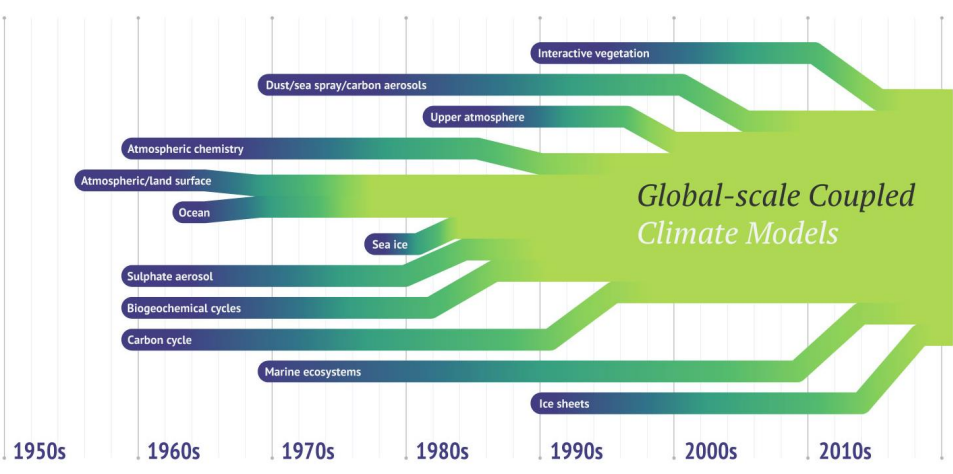 Interactive vegetation
Dust/sea spray/carbon aerosols
Upper atmosphere
Atmospheric chemistry
Atmospheric/land surface
Ocean
Global-scale Coupled
Climate Models
Sea ice
Sulphate aerosol
Biogeochemical cycles
Carbon cycle
Marine ecosystems
Ice sheets
1950s 1960s 1970s 1980s 1990s 2000s 2010s